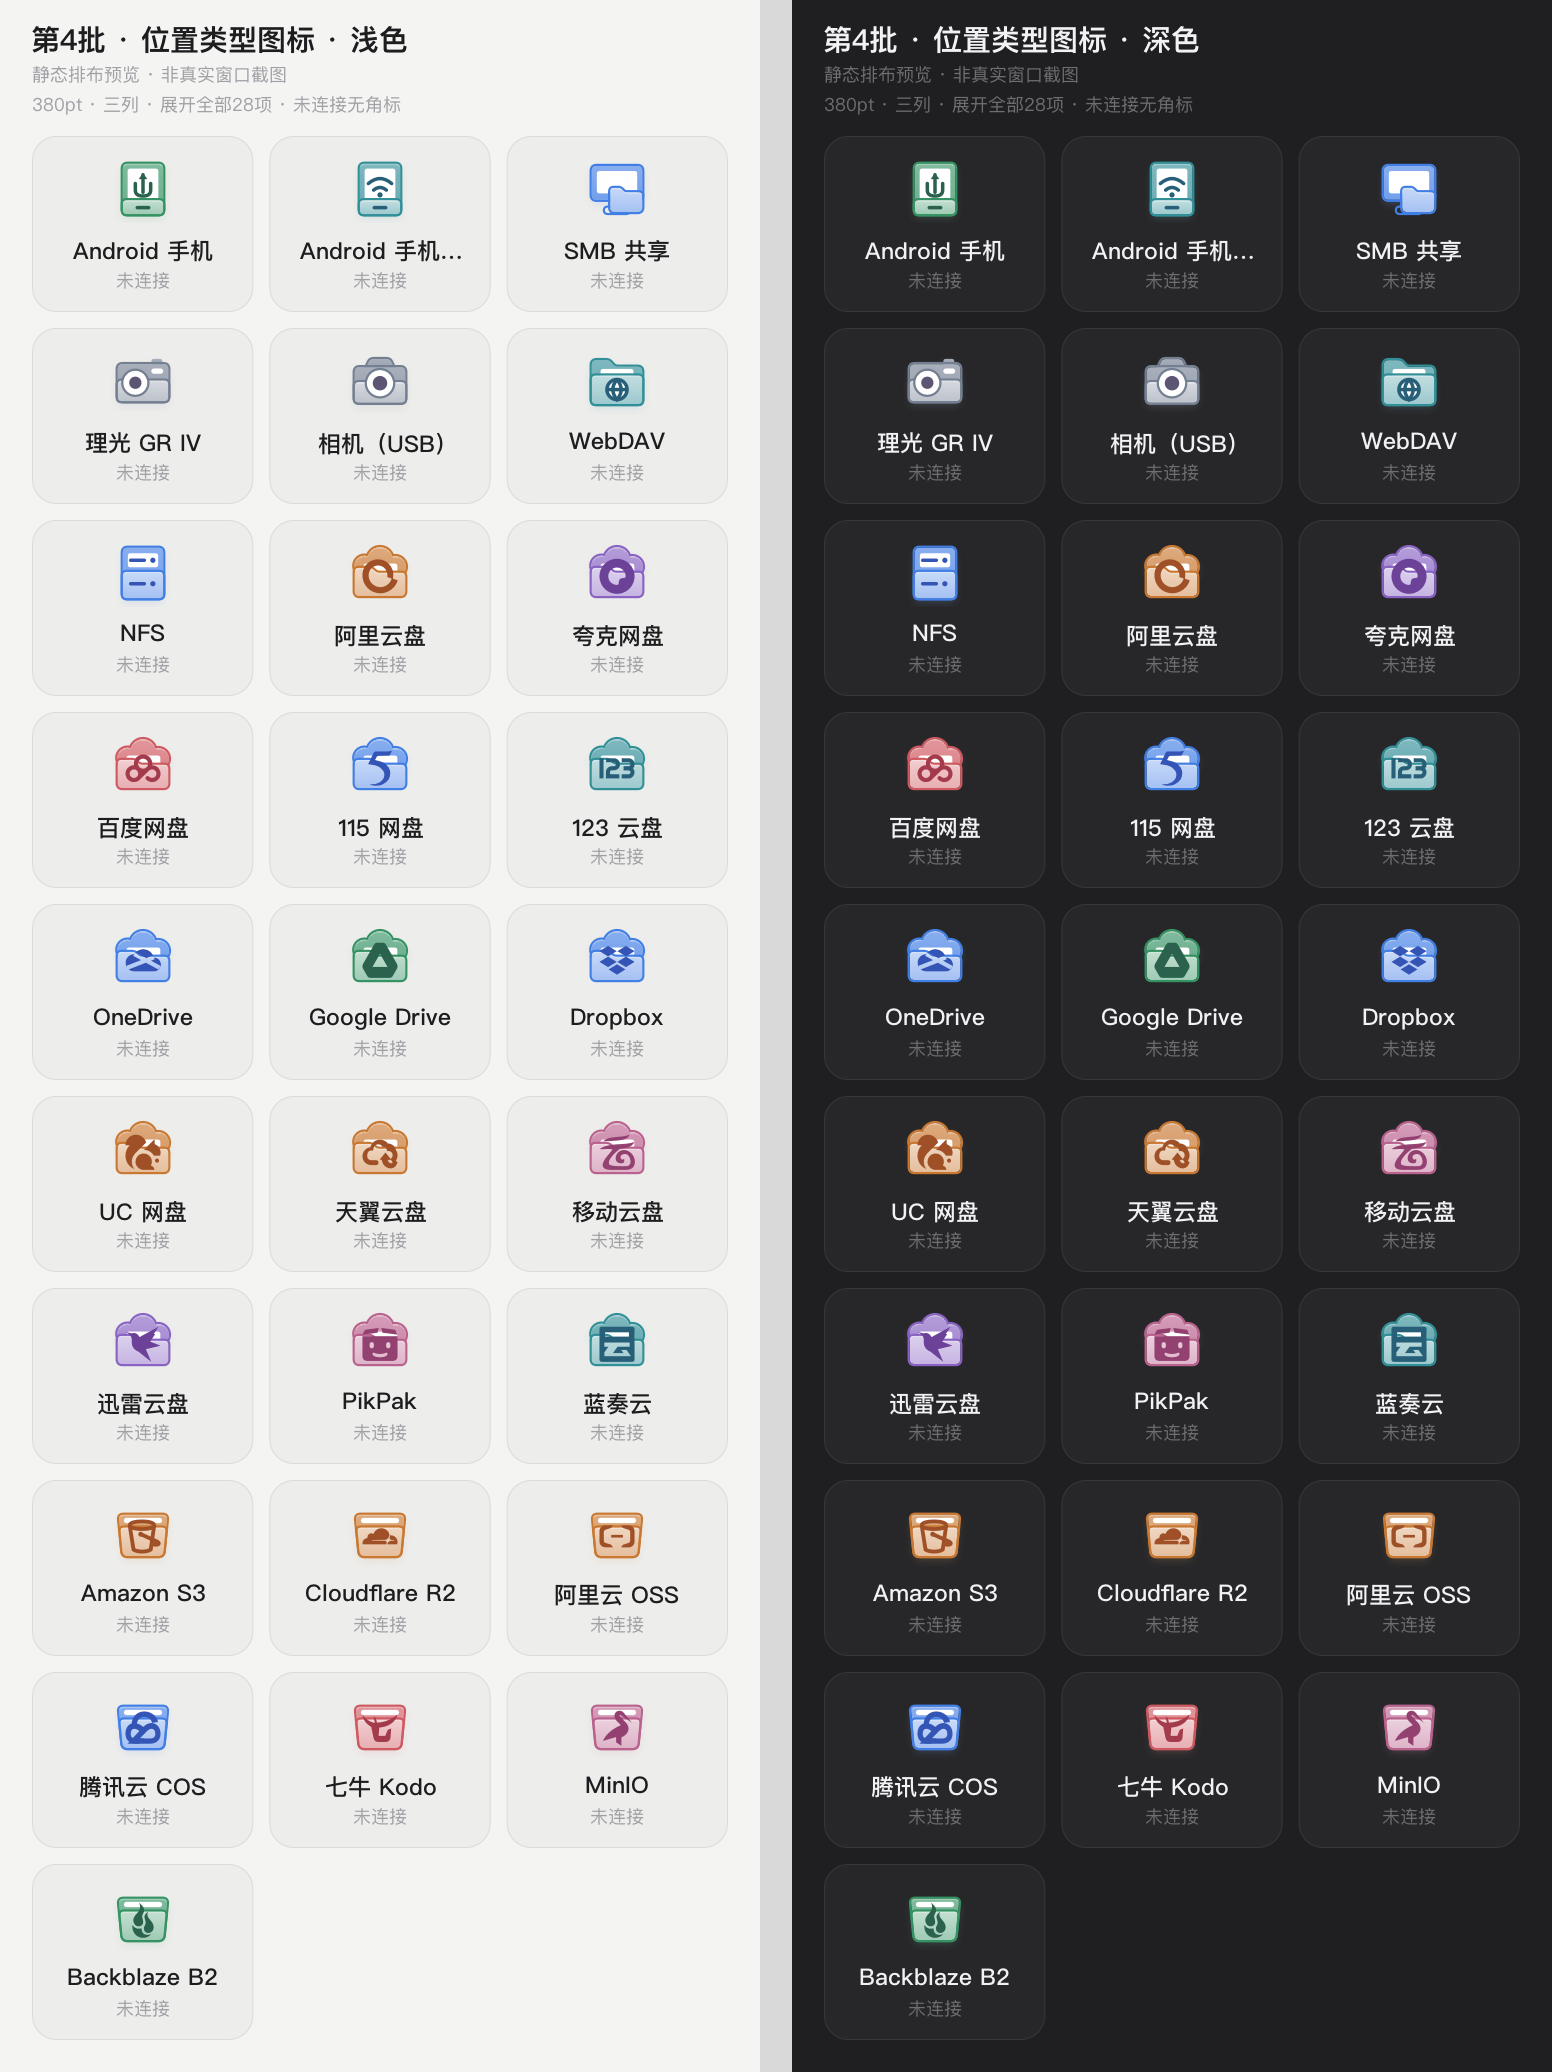 第4批 · 位置类型图标 · 浅色
静态排布预览 · 非真实窗口截图
380pt · 三列 · 展开全部28项 · 未连接无角标
Android 手机
未连接
Android 手机...
未连接
SMB 共享
未连接
理光 GR IV
未连接
相机（USB）
未连接
WebDAV
未连接
NFS
未连接
阿里云盘
未连接
夸克网盘
未连接
百度网盘
未连接
115 网盘
未连接
123
123 云盘
未连接
OneDrive
未连接
Google Drive
未连接
Dropbox
未连接
UC 网盘
未连接
天翼云盘
未连接
移动云盘
未连接
迅雷云盘
未连接
PikPak
未连接
蓝奏云
未连接
Amazon S3
未连接
Cloudflare R2
未连接
阿里云 OSS
未连接
腾讯云 COS
未连接
七牛 Kodo
未连接
MinIO
未连接
Backblaze B2
未连接
第4批 · 位置类型图标 · 深色
静态排布预览 · 非真实窗口截图
380pt · 三列 · 展开全部28项 · 未连接无角标
Android 手机
未连接
Android 手机...
未连接
SMB 共享
未连接
理光 GR IV
未连接
相机（USB）
未连接
WebDAV
未连接
NFS
未连接
阿里云盘
未连接
夸克网盘
未连接
百度网盘
未连接
115 网盘
未连接
123
123 云盘
未连接
OneDrive
未连接
Google Drive
未连接
Dropbox
未连接
UC 网盘
未连接
天翼云盘
未连接
移动云盘
未连接
迅雷云盘
未连接
PikPak
未连接
蓝奏云
未连接
Amazon S3
未连接
Cloudflare R2
未连接
阿里云 OSS
未连接
腾讯云 COS
未连接
七牛 Kodo
未连接
MinIO
未连接
Backblaze B2
未连接